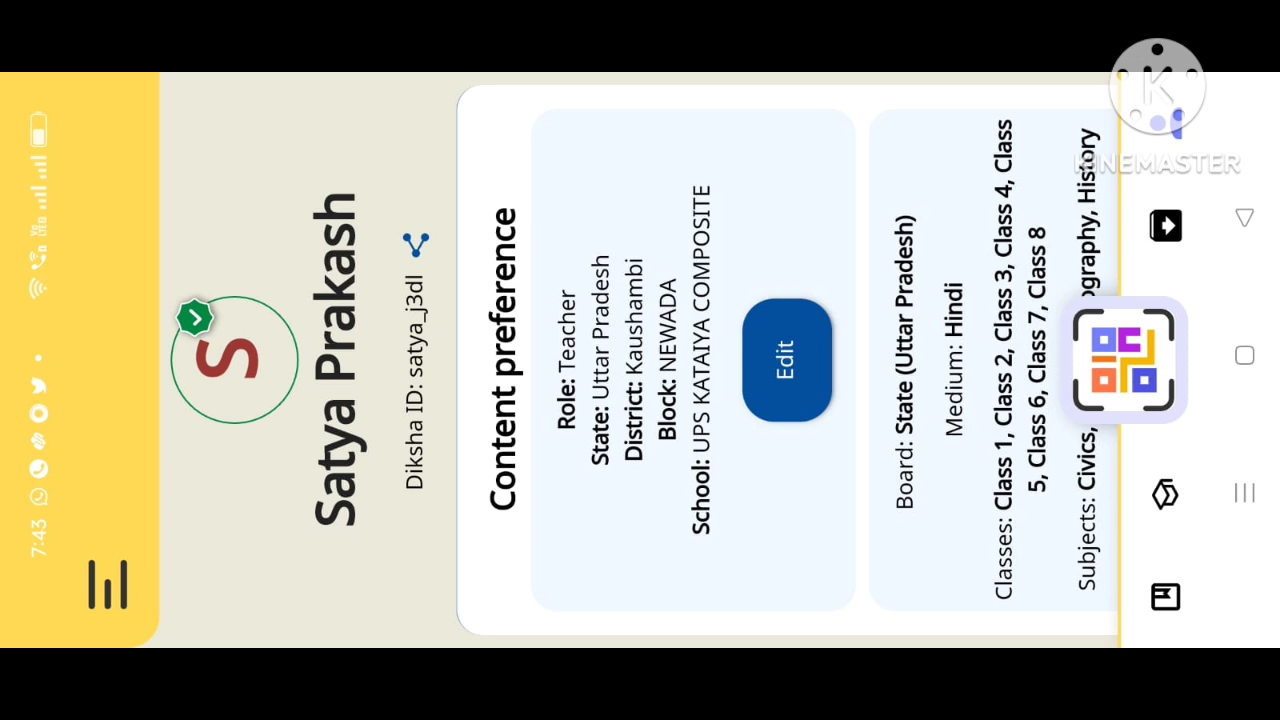 7:43
VO
LTE
S
Satya Prakash
Diksha ID: satya_j3dl
Content preference
Role: Teacher
State: Uttar Pradesh
District: Kaushambi
Block: NEWADA
School: UPS KATAIYA COMPOSITE
Edit
Board: State (Uttar Pradesh)
Medium: Hindi
Classes: Class 1, Class 2, Class 3, Class 4, Class
5, Class 6, Class 7, Class 8
Subjects: Civics, History
K
KINEMASTER